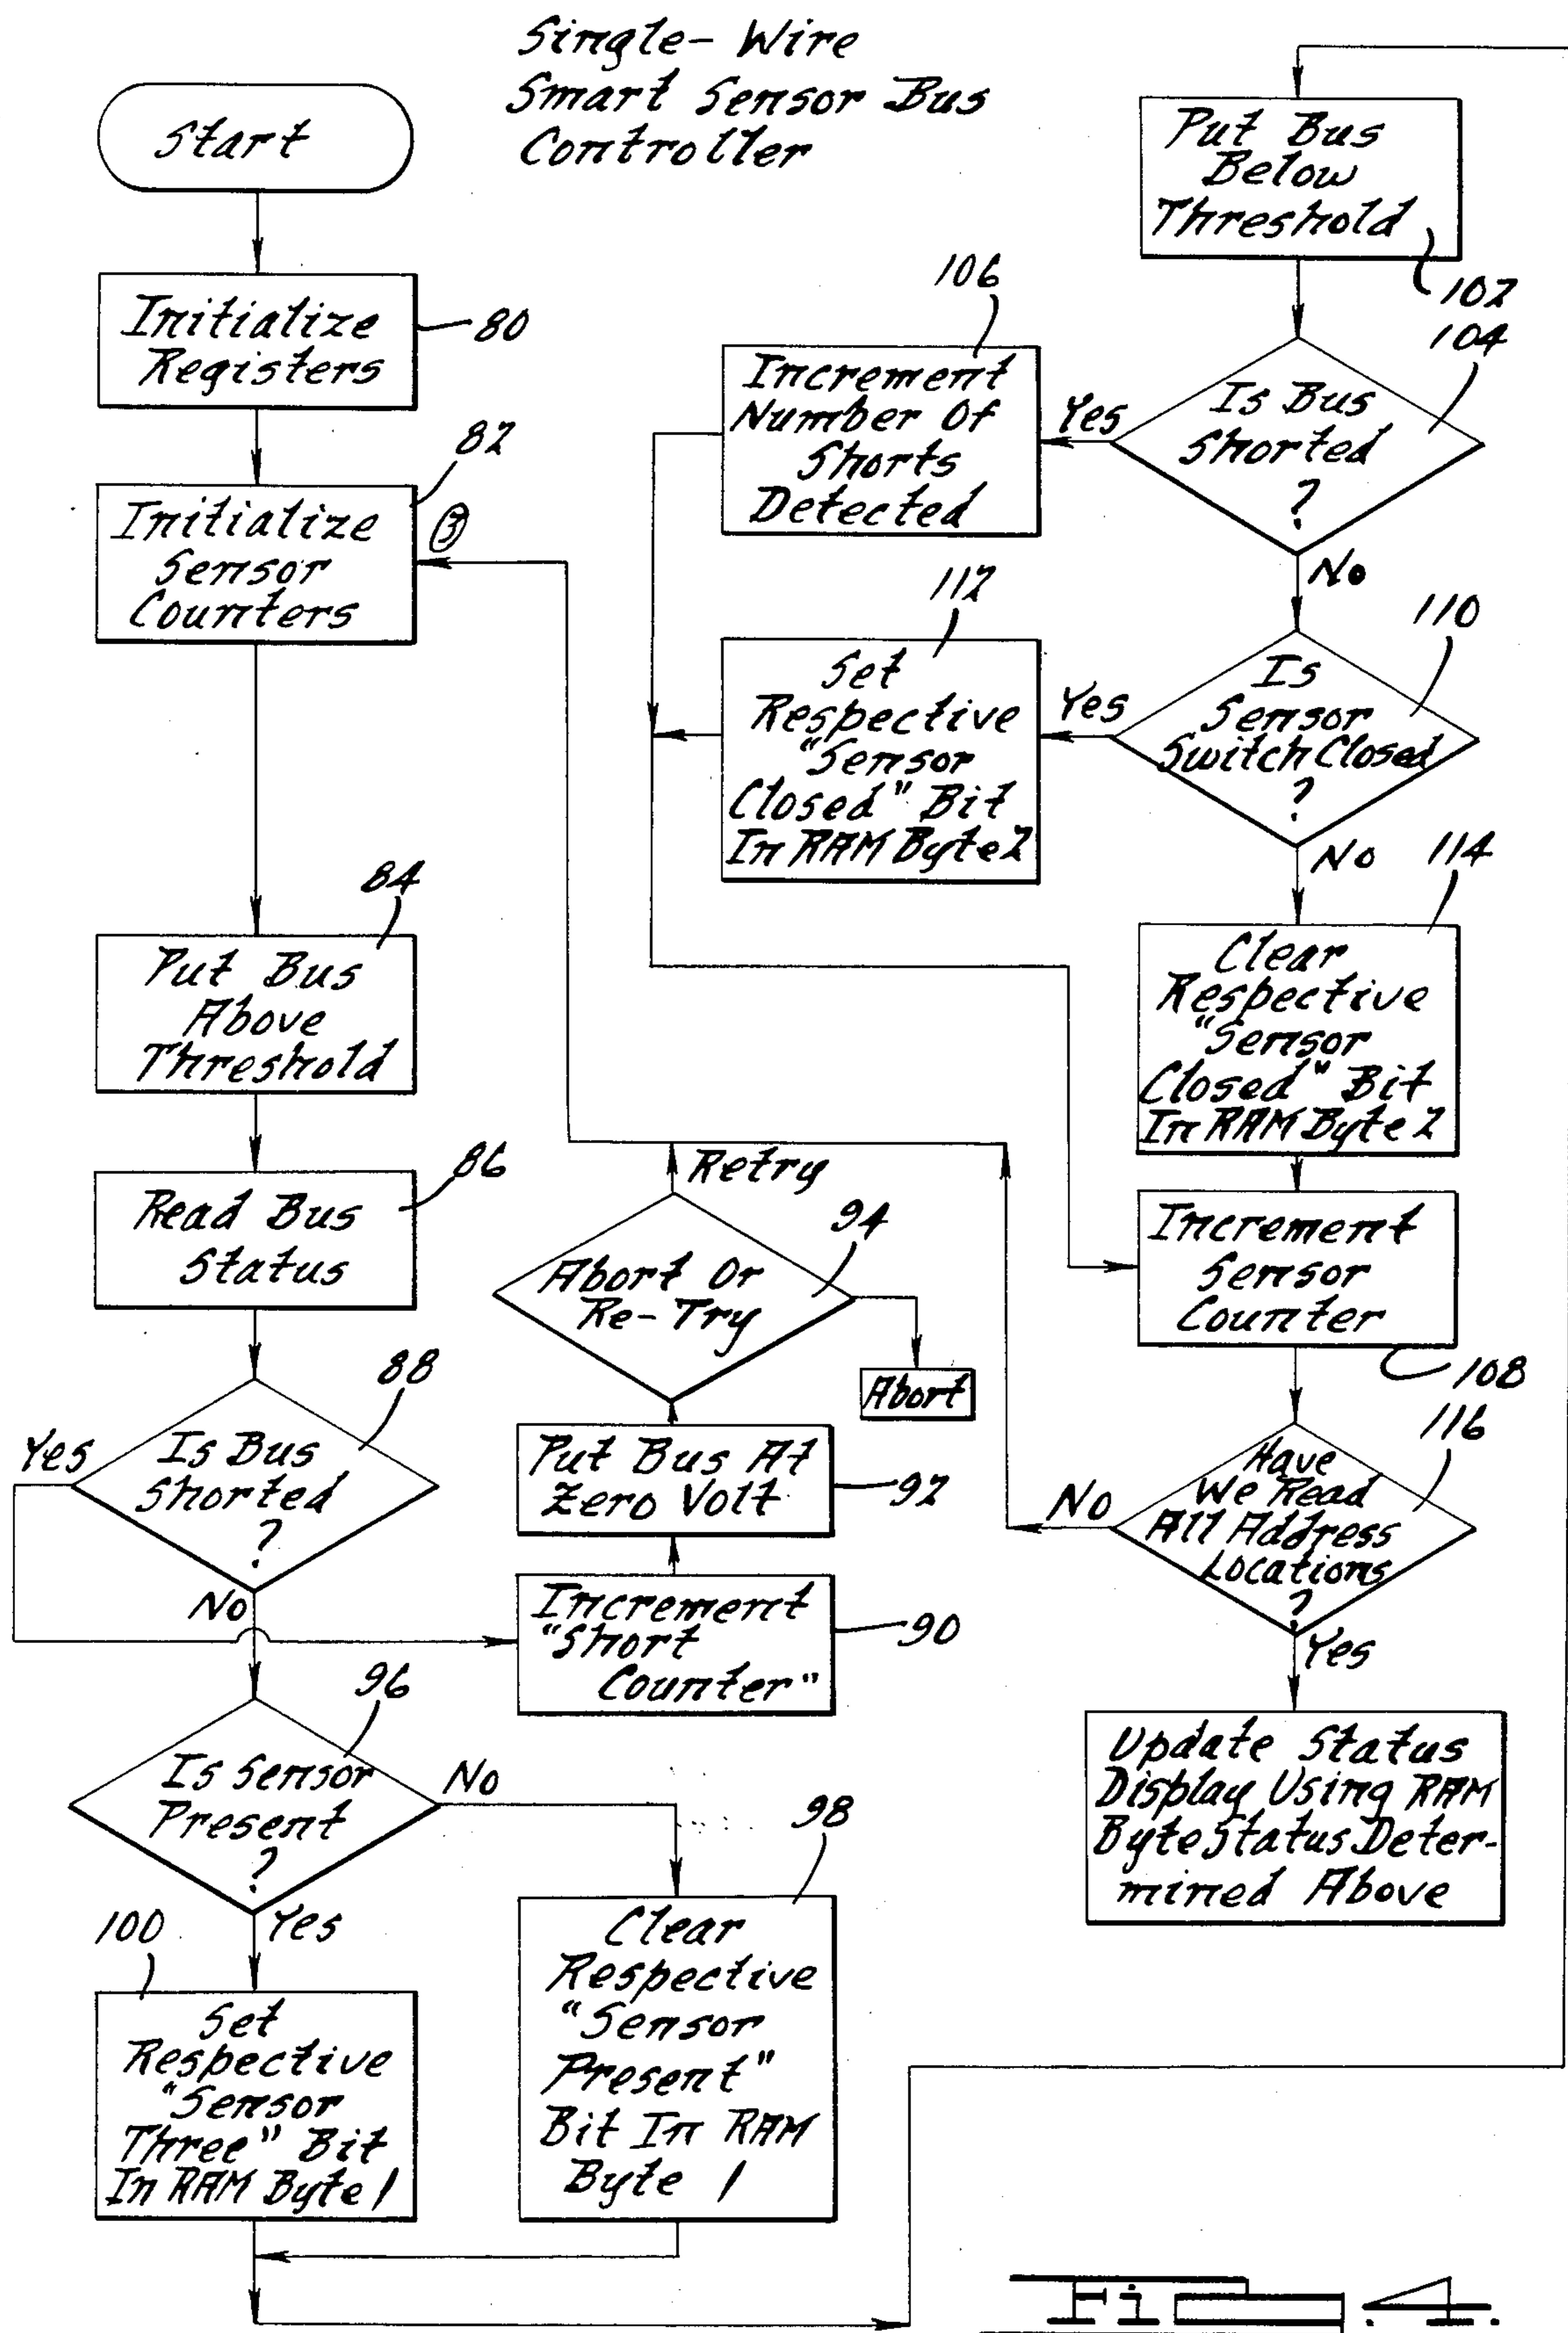 Single-Wire
Smart Sensor Bus
Controller
Start
Initialize
Registers
80
Initialize
Sensor
Counters
82
3
Put Bus
Above
Threshold
84
Read Bus
Status
86
Is Bus
Shorted
?
88
Yes
No
Increment
"Short
Counter"
90
Put Bus At
Zero Volt
92
Abort Or
Re-Try
94
Retry
Abort
Is Sensor
Present
?
96
No
Yes
Clear
Respective
"Sensor
Present"
Bit In RAM
Byte 1
98
100
Set
Respective
"Sensor
Three" Bit
In RAM Byte 1
Put Bus
Below
Threshold
102
Is Bus
Shorted
?
104
Yes
No
106
Increment
Number Of
Shorts
Detected
Is
Sensor
Switch Closed
?
110
Yes
No
112
Set
Respective
"Sensor
Closed" Bit
In RAM Byte 2
114
Clear
Respective
"Sensor
Closed" Bit
In RAM Byte 2
Increment
Sensor
Counter
108
Have
We Read
All Address
Locations
?
116
No
Yes
Update Status
Display Using RAM
Byte Status Deter-
mined Above
Fig. 4.